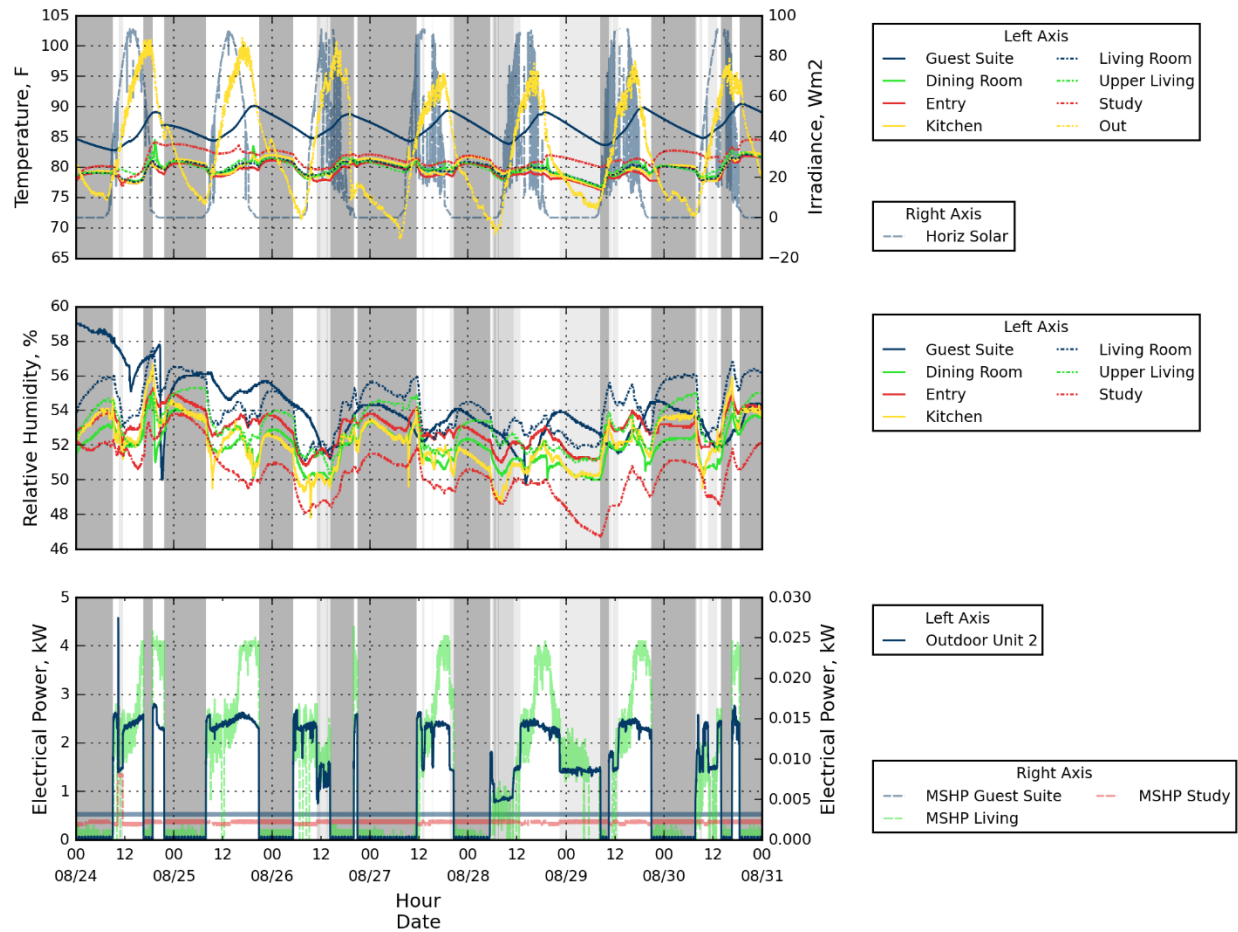 105
100
95
90
85
80
75
70
65
Temperature, F
100
80
60
40
20
0
−20
Irradiance, Wm2
Left Axis
Guest Suite
Living Room
Dining Room
Upper Living
Entry
Study
Kitchen
Out
Right Axis
Horiz Solar
60
58
56
54
52
50
48
46
Relative Humidity, %
Left Axis
Guest Suite
Living Room
Dining Room
Upper Living
Entry
Study
Kitchen
5
4
3
2
1
0
Electrical Power, kW
0.030
0.025
0.020
0.015
0.010
0.005
0.000
Electrical Power, kW
Left Axis
Outdoor Unit 2
Right Axis
MSHP Guest Suite
MSHP Study
MSHP Living
00 12 00 12 00 12 00 12 00 12 00 12 00 12 00
08/24 08/25 08/26 08/27 08/28 08/29 08/30 08/31
Hour
Date